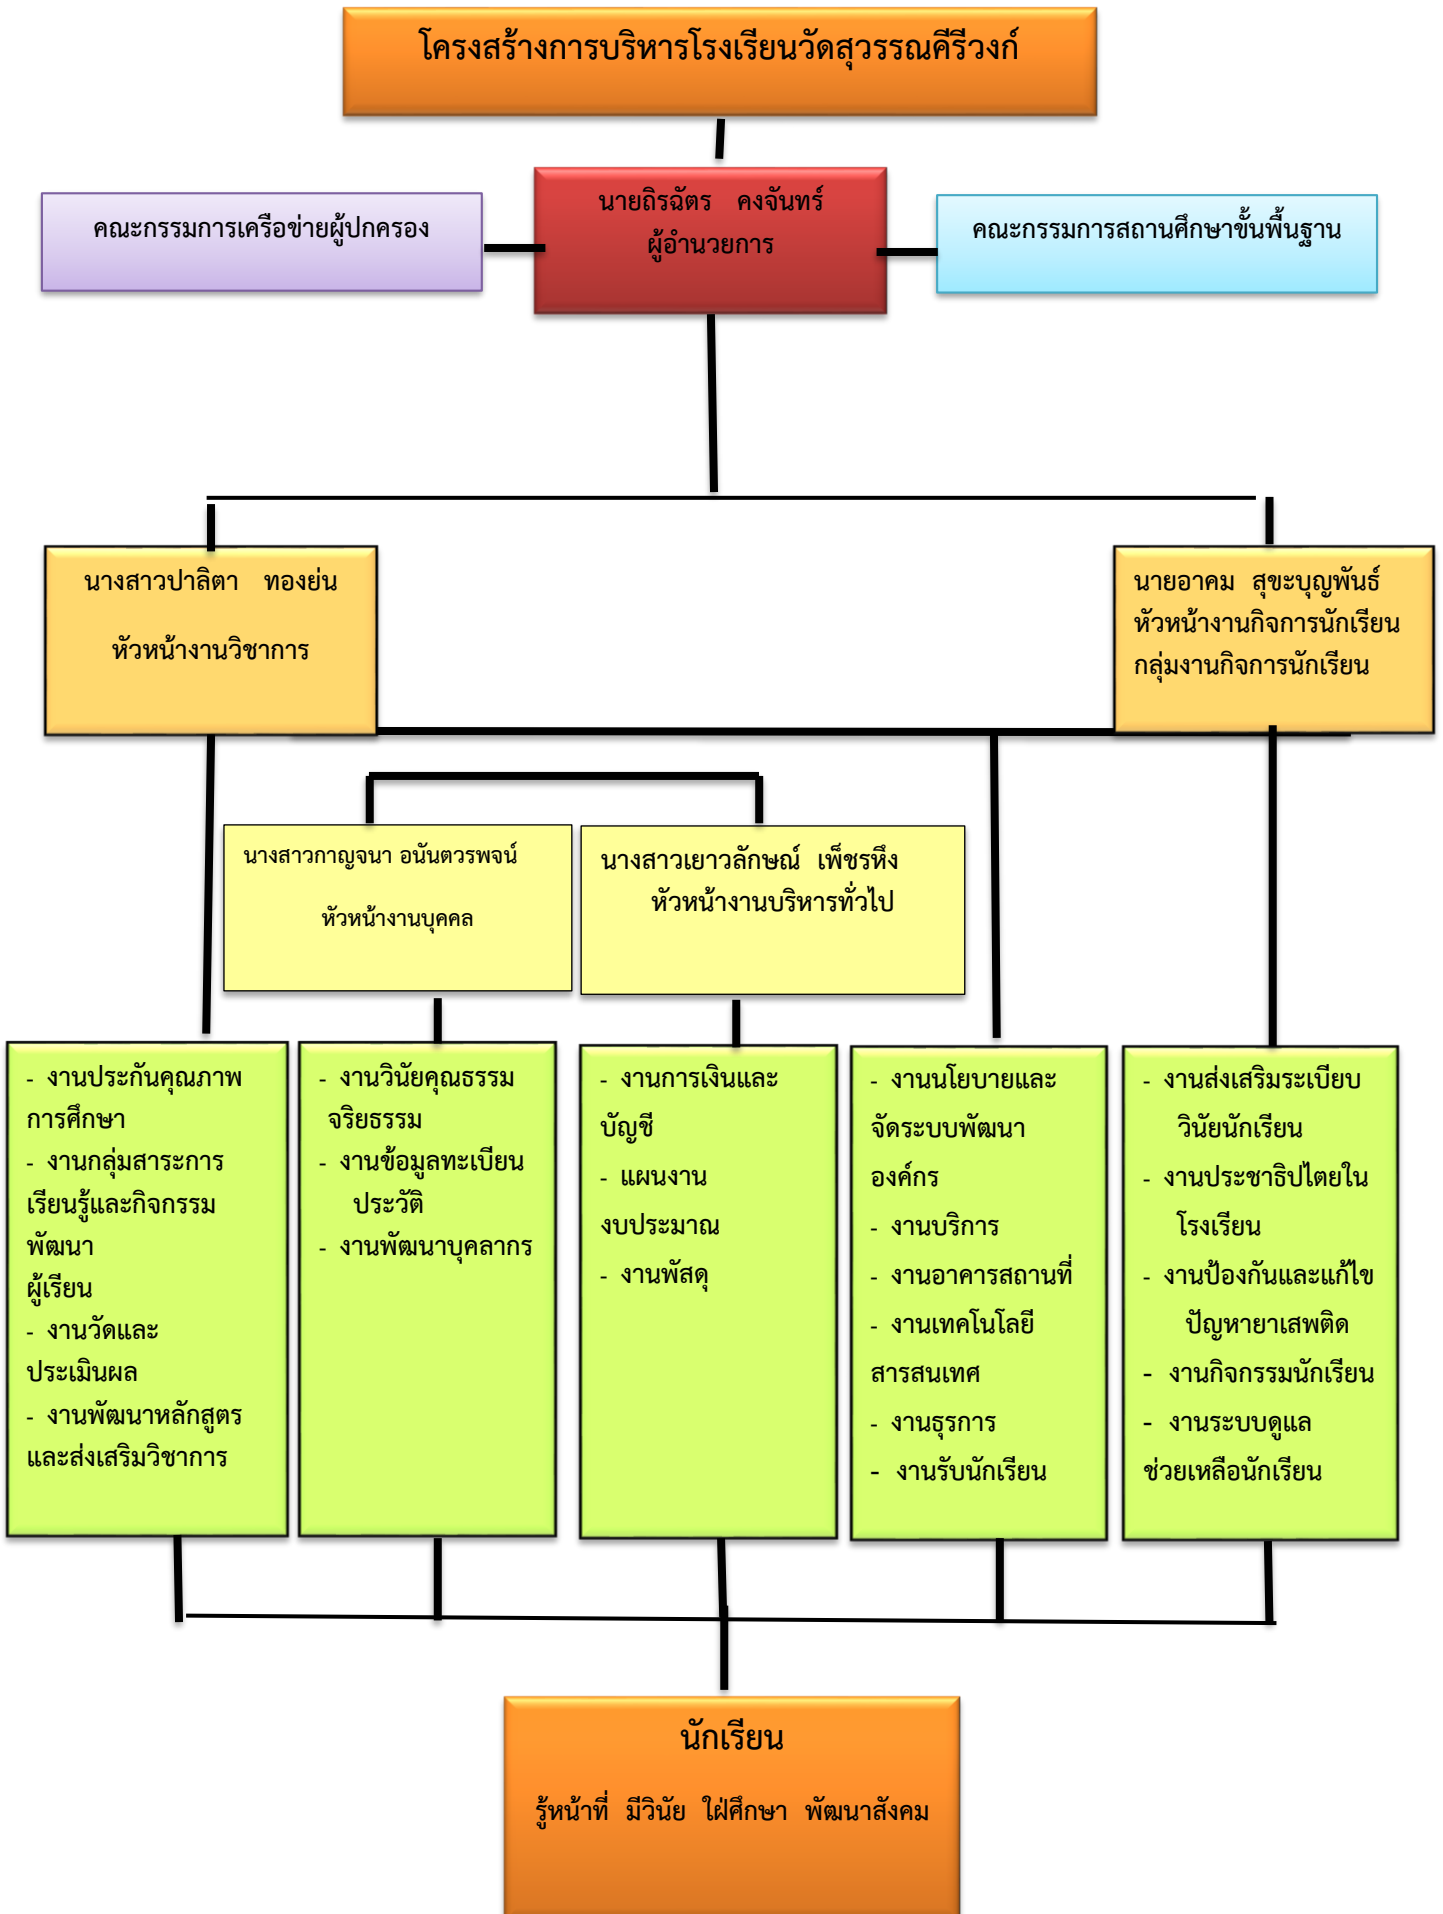 โครงสร้างการบริหารโรงเรียนวัดสุวรรณคีรีวงก์
นายถิรฉัตร คงจันทร์
ผู้อำนวยการ
คณะกรรมการเครือข่ายผู้ปกครอง
คณะกรรมการสถานศึกษาขั้นพื้นฐาน
นางสาวปาลิตา ทองย่น
หัวหน้างานวิชาการ
นายอาคม สุขะบุญพันธ์
หัวหน้างานกิจการนักเรียน
กลุ่มงานกิจการนักเรียน
นางสาวกาญจนา อนันตวรพจน์
หัวหน้างานบุคคล
นางสาวเยาวลักษณ์ เพ็ชรหึง
หัวหน้างานบริหารทั่วไป
- งานประกันคุณภาพ
การศึกษา
- งานกลุ่มสาระการ
เรียนรู้และกิจกรรม
พัฒนา
ผู้เรียน
- งานวัดและ
ประเมินผล
- งานพัฒนาหลักสูตร
และส่งเสริมวิชาการ
- งานวินัยคุณธรรม
จริยธรรม
- งานข้อมูลทะเบียน
ประวัติ
- งานพัฒนาบุคลากร
- งานการเงินและ
บัญชี
- แผนงาน
งบประมาณ
- งานพัสดุ
- งานนโยบายและ
จัดระบบพัฒนา
องค์กร
- งานบริการ
- งานอาคารสถานที่
- งานเทคโนโลยี
สารสนเทศ
- งานธุรการ
- งานรับนักเรียน
- งานส่งเสริมระเบียบ
วินัยนักเรียน
- งานประชาธิปไตยใน
โรงเรียน
- งานป้องกันและแก้ไข
ปัญหายาเสพติด
- งานกิจกรรมนักเรียน
- งานระบบดูแล
ช่วยเหลือนักเรียน
นักเรียน
รู้หน้าที่ มีวินัย ใฝ่ศึกษา พัฒนาสังคม